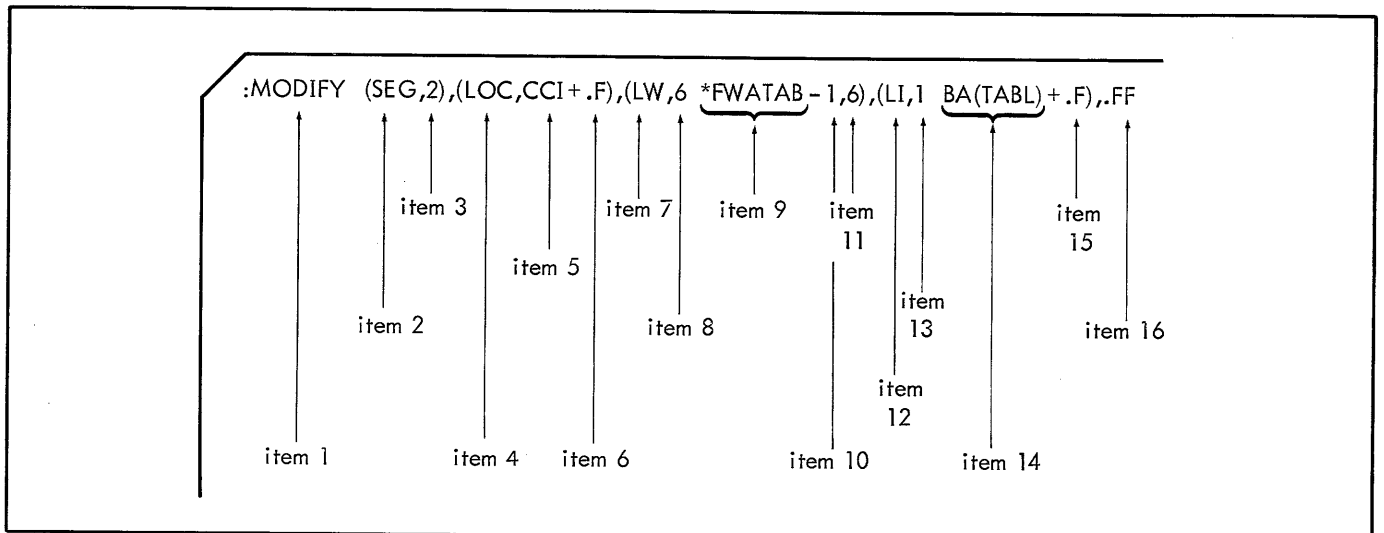 :MODIFY (SEG,2),(LOC,CCI+.F),(LW,6 *FWATAB-1,6),(LI,1 BA(TABL)+.F),.FF
item 3
item 7
item 9
item
11
item
15
item 5
item 2
item 8
item
13
item 16
item
12
item 1
item 4
item 6
item 10
item 14